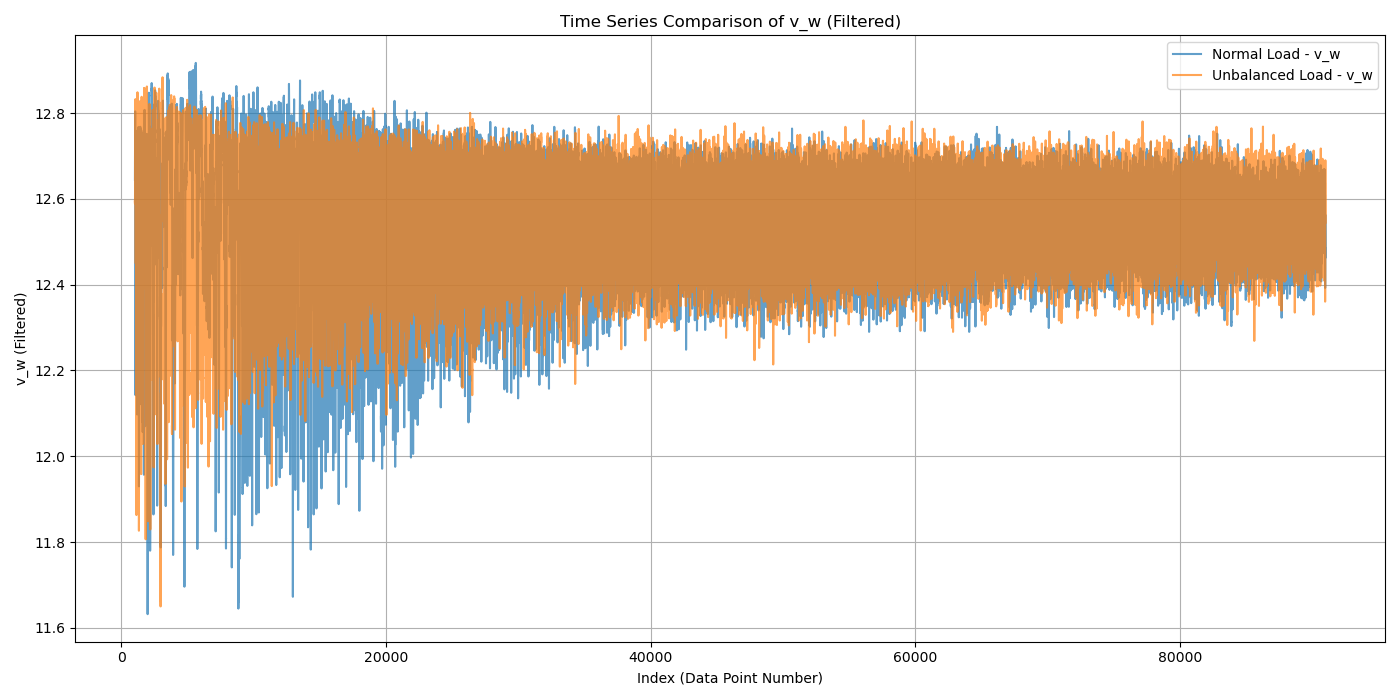 Time Series Comparison of v_w (Filtered)
Normal Load - v_w
Unbalanced Load - v_w
v_w (Filtered)
12.8
12.6
12.4
12.2
12.0
11.8
11.6
0 20000 40000 60000 80000
Index (Data Point Number)